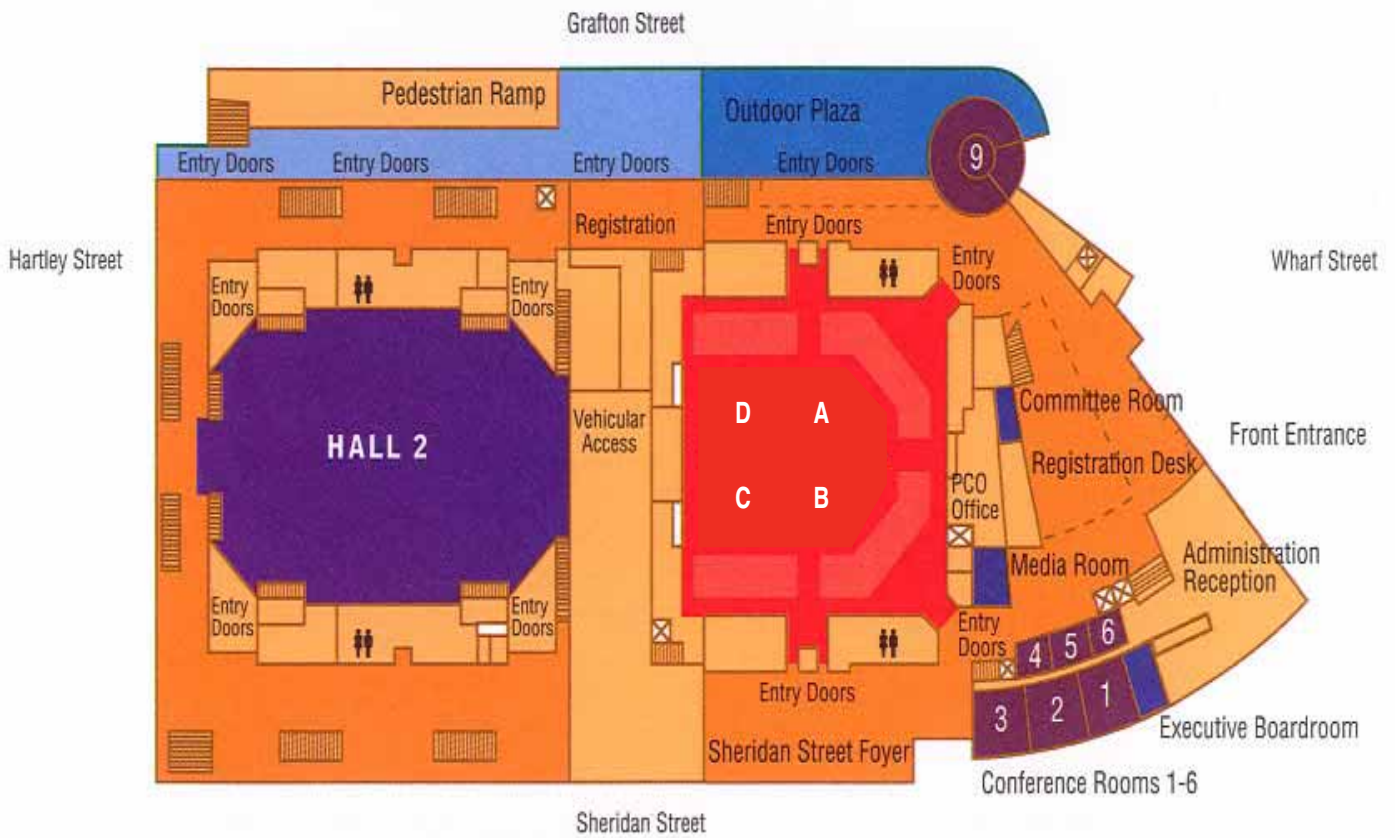 Grafton Street
Pedestrian Ramp
Outdoor Plaza
Entry Doors
Entry Doors
Entry Doors
Entry Doors
9
Registration
Entry Doors
Hartley Street
Wharf Street
Entry
Doors
Entry
Doors
Entry
Doors
D
A
Committee Room
Vehicular
Access
HALL 2
Front Entrance
Registration Desk
C
B
PCO
Office
Media Room
Administration
Reception
Entry
Doors
Entry
Doors
Entry
Doors
4
5
6
Entry Doors
3
2
1
Executive Boardroom
Sheridan Street Foyer
Conference Rooms 1-6
Sheridan Street